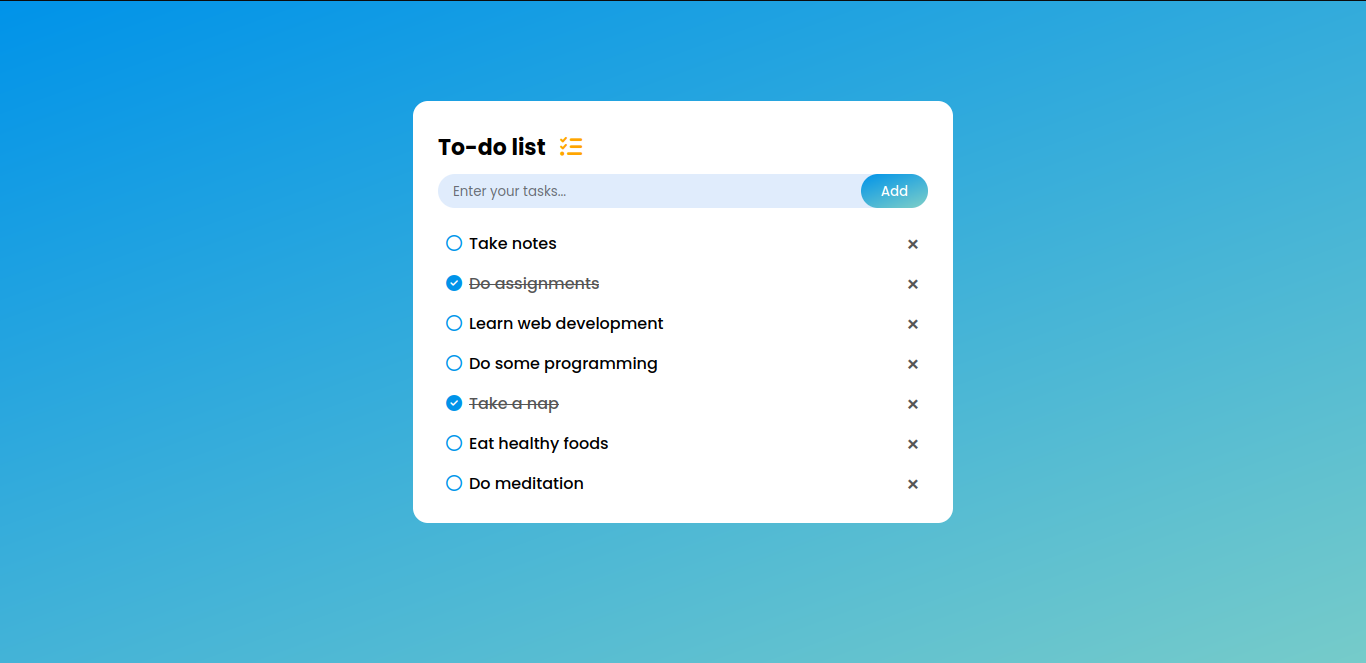 To-do list
Enter your tasks...
Add
Take notes
Do assignments
Learn web development
Do some programming
Take a nap
Eat healthy foods
Do meditation